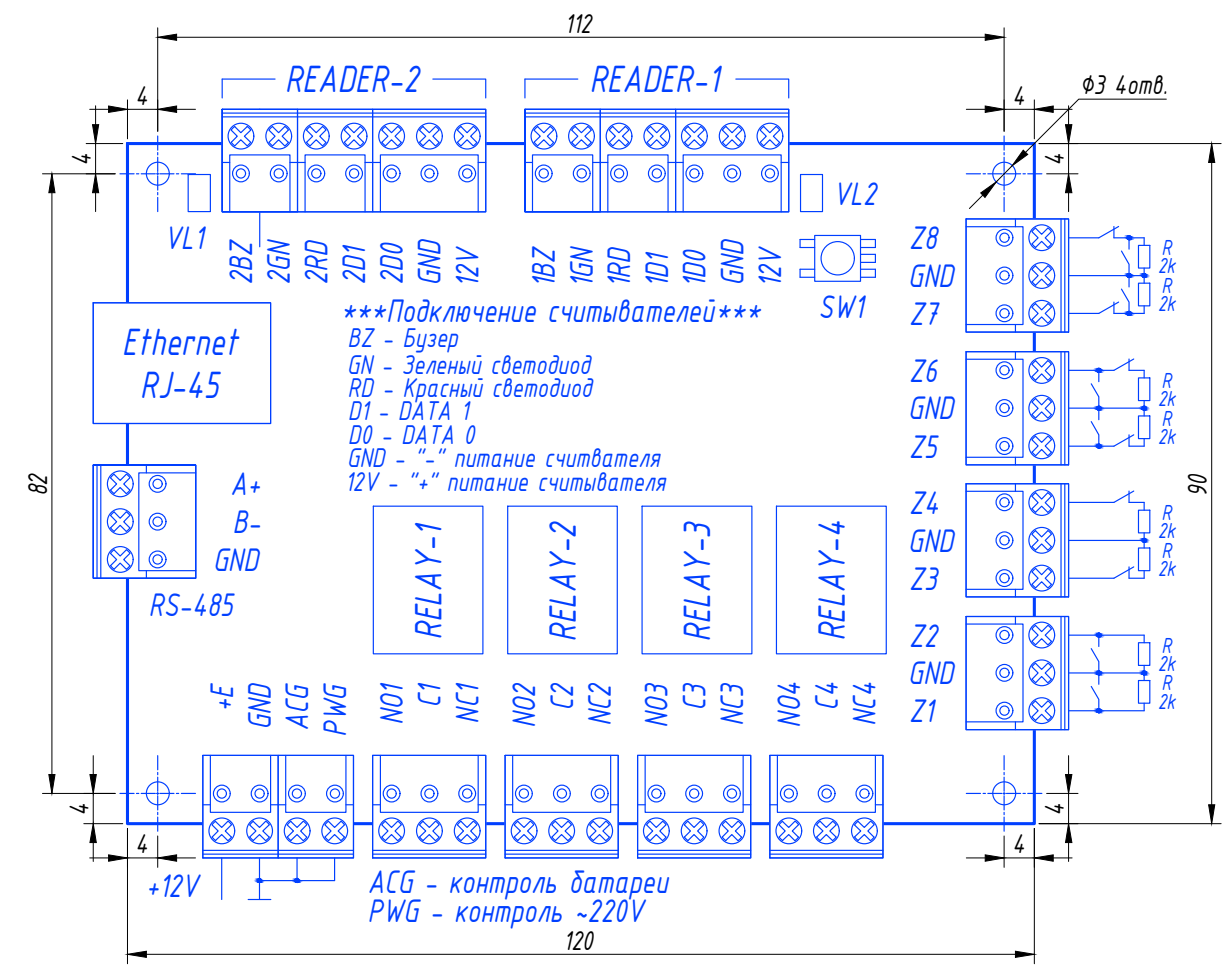 112
READER-2
READER-1
Ф3 4отв.
4
4
4
4
VL1
VL2
2BZ
2GN
2RD
2D1
2D0
GND
12V
1BZ
1GN
1RD
1D1
1D0
GND
12V
SW1
***Подключение считывателей***
BZ - Бузер
GN - Зеленый светодиод
RD - Красный светодиод
D1 - DATA 1
D0 - DATA 0
GND - "-" питание считвателя
12V - "+" питание считывателя
Ethernet
RJ-45
A+
B-
GND
RS-485
82
90
Z8
GND
Z7
R
2k
R
2k
Z6
GND
Z5
R
2k
R
2k
Z4
GND
Z3
R
2k
R
2k
Z2
GND
Z1
R
2k
R
2k
RELAY-1
RELAY-2
RELAY-3
RELAY-4
+E
GND
ACG
PWG
NO1
C1
NC1
NO2
C2
NC2
NO3
C3
NC3
NO4
C4
NC4
4
4
4
4
+12V
ACG - контроль батареи
PWG - контроль ~220V
120